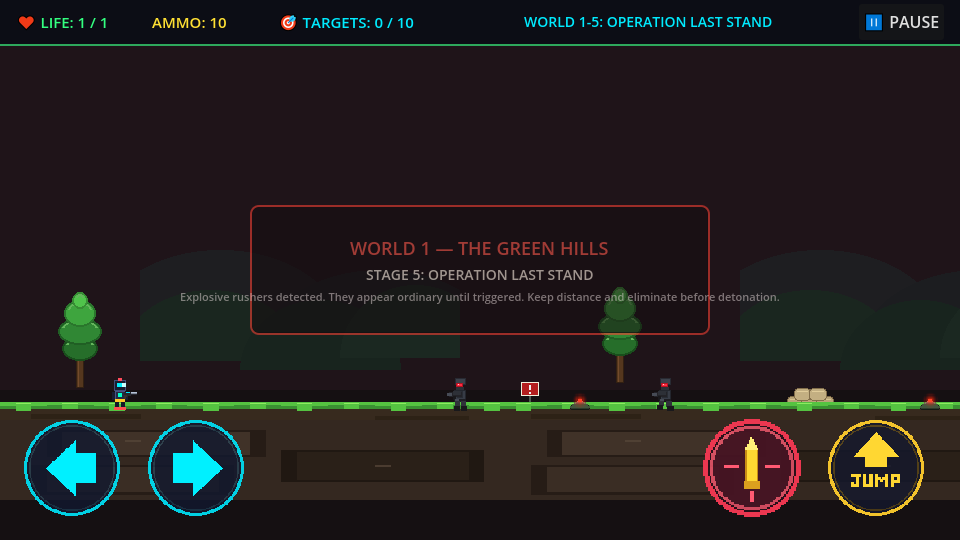 LIFE: 1 / 1
AMMO: 10
TARGETS: 0 / 10
WORLD 1-5: OPERATION LAST STAND
PAUSE
WORLD 1 — THE GREEN HILLS
STAGE 5: OPERATION LAST STAND
Explosive rushers detected. They appear ordinary until triggered. Keep distance and eliminate before detonation.
!
JUMP